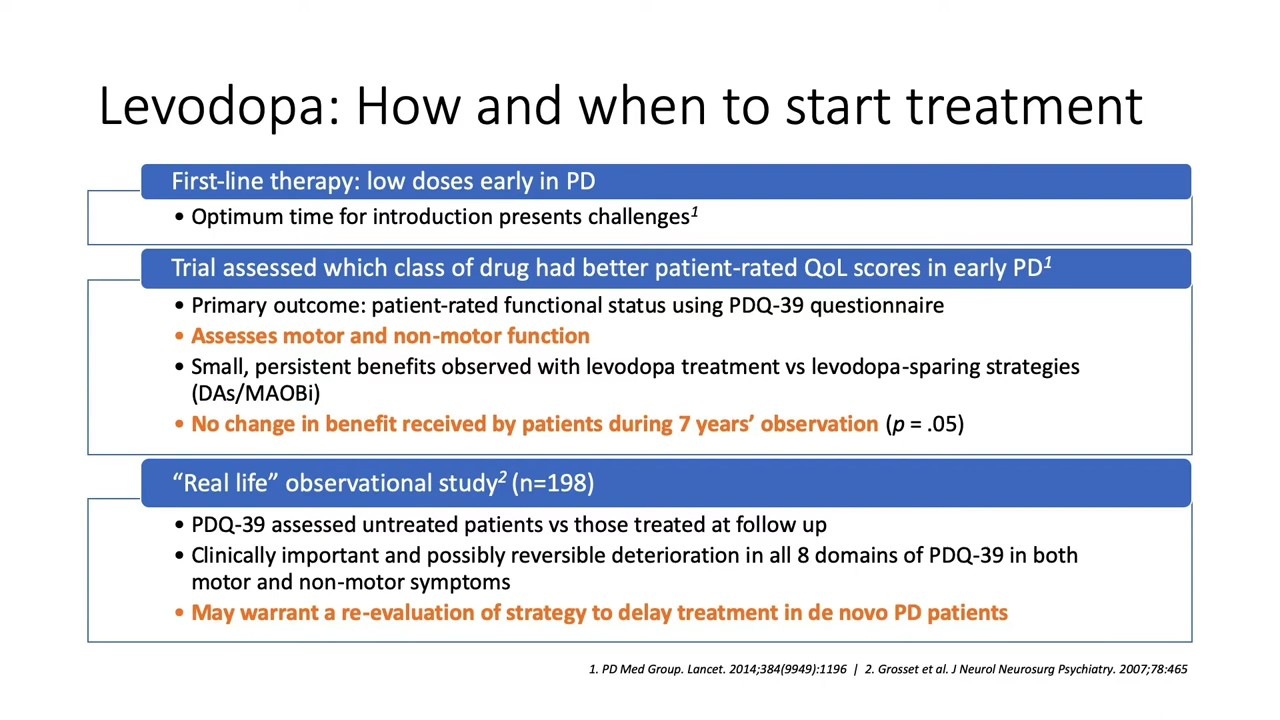 Levodopa: How and when to start treatment
First-line therapy: low doses early in PD
• Optimum time for introduction presents challenges1
Trial assessed which class of drug had better patient-rated QoL scores in early PD1
• Primary outcome: patient-rated functional status using PDQ-39 questionnaire
• Assesses motor and non-motor function
• Small, persistent benefits observed with levodopa treatment vs levodopa-sparing strategies
(DAs/MAOBi)
• No change in benefit received by patients during 7 years’ observation (p = .05)
“Real life” observational study2 (n=198)
• PDQ-39 assessed untreated patients vs those treated at follow up
• Clinically important and possibly reversible deterioration in all 8 domains of PDQ-39 in both
motor and non-motor symptoms
• May warrant a re-evaluation of strategy to delay treatment in de novo PD patients
1. PD Med Group. Lancet. 2014;384(9949):1196 | 2. Grosset et al. J Neurol Neurosurg Psychiatry. 2007;78:465